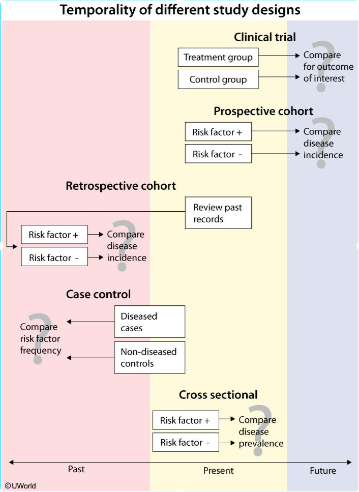 Temporality of different study designs
Clinical trial
Treatment group
Control group
Compare
for outcome
of interest
?
Prospective cohort
Risk factor +
Risk factor -
Compare
disease
incidence
?
Retrospective cohort
Review past
records
Risk factor +
Risk factor -
Compare
disease
incidence
?
Case control
Diseased
cases
Non-diseased
controls
Compare
risk factor
frequency
?
Cross sectional
Risk factor +
Risk factor -
Compare
disease
prevalence
?
Past Present Future
©UWorld